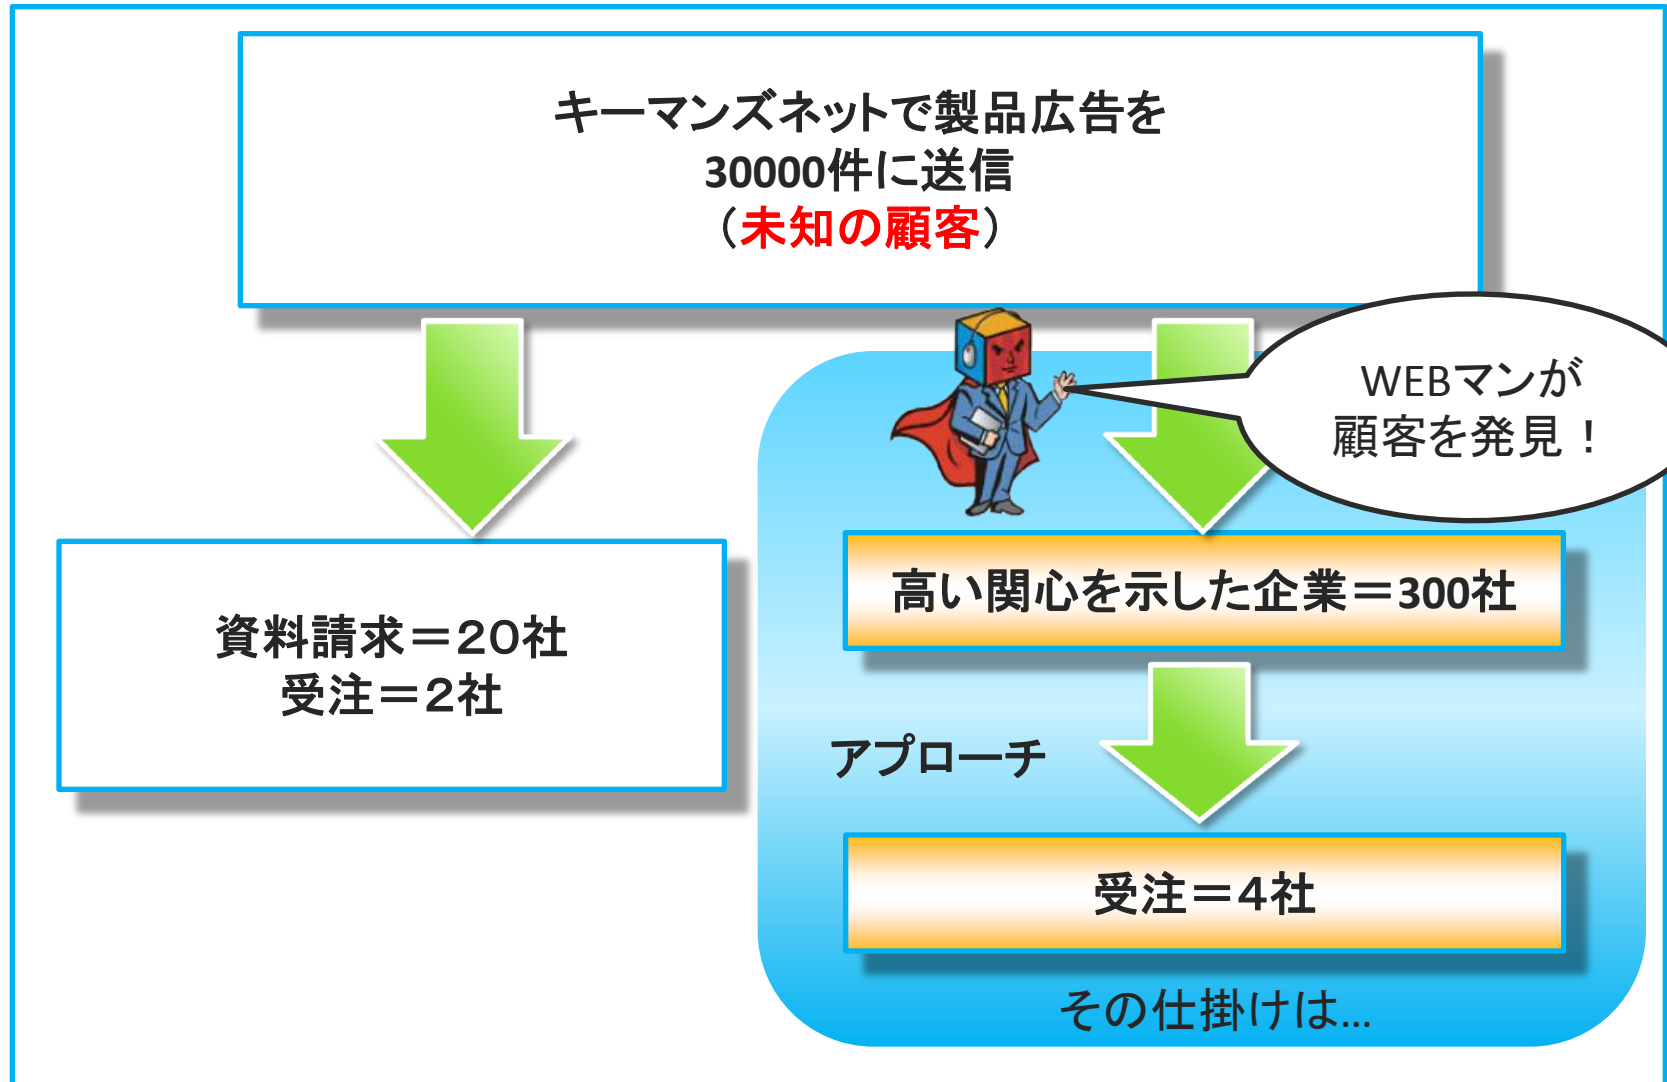 キーマンズネットで製品広告を
30000件に送信
（未知の顧客）
WEBマンが
顧客を発見！
資料請求＝２０社
受注＝２社
高い関心を示した企業＝300社
アプローチ
受注＝４社
その仕掛けは…